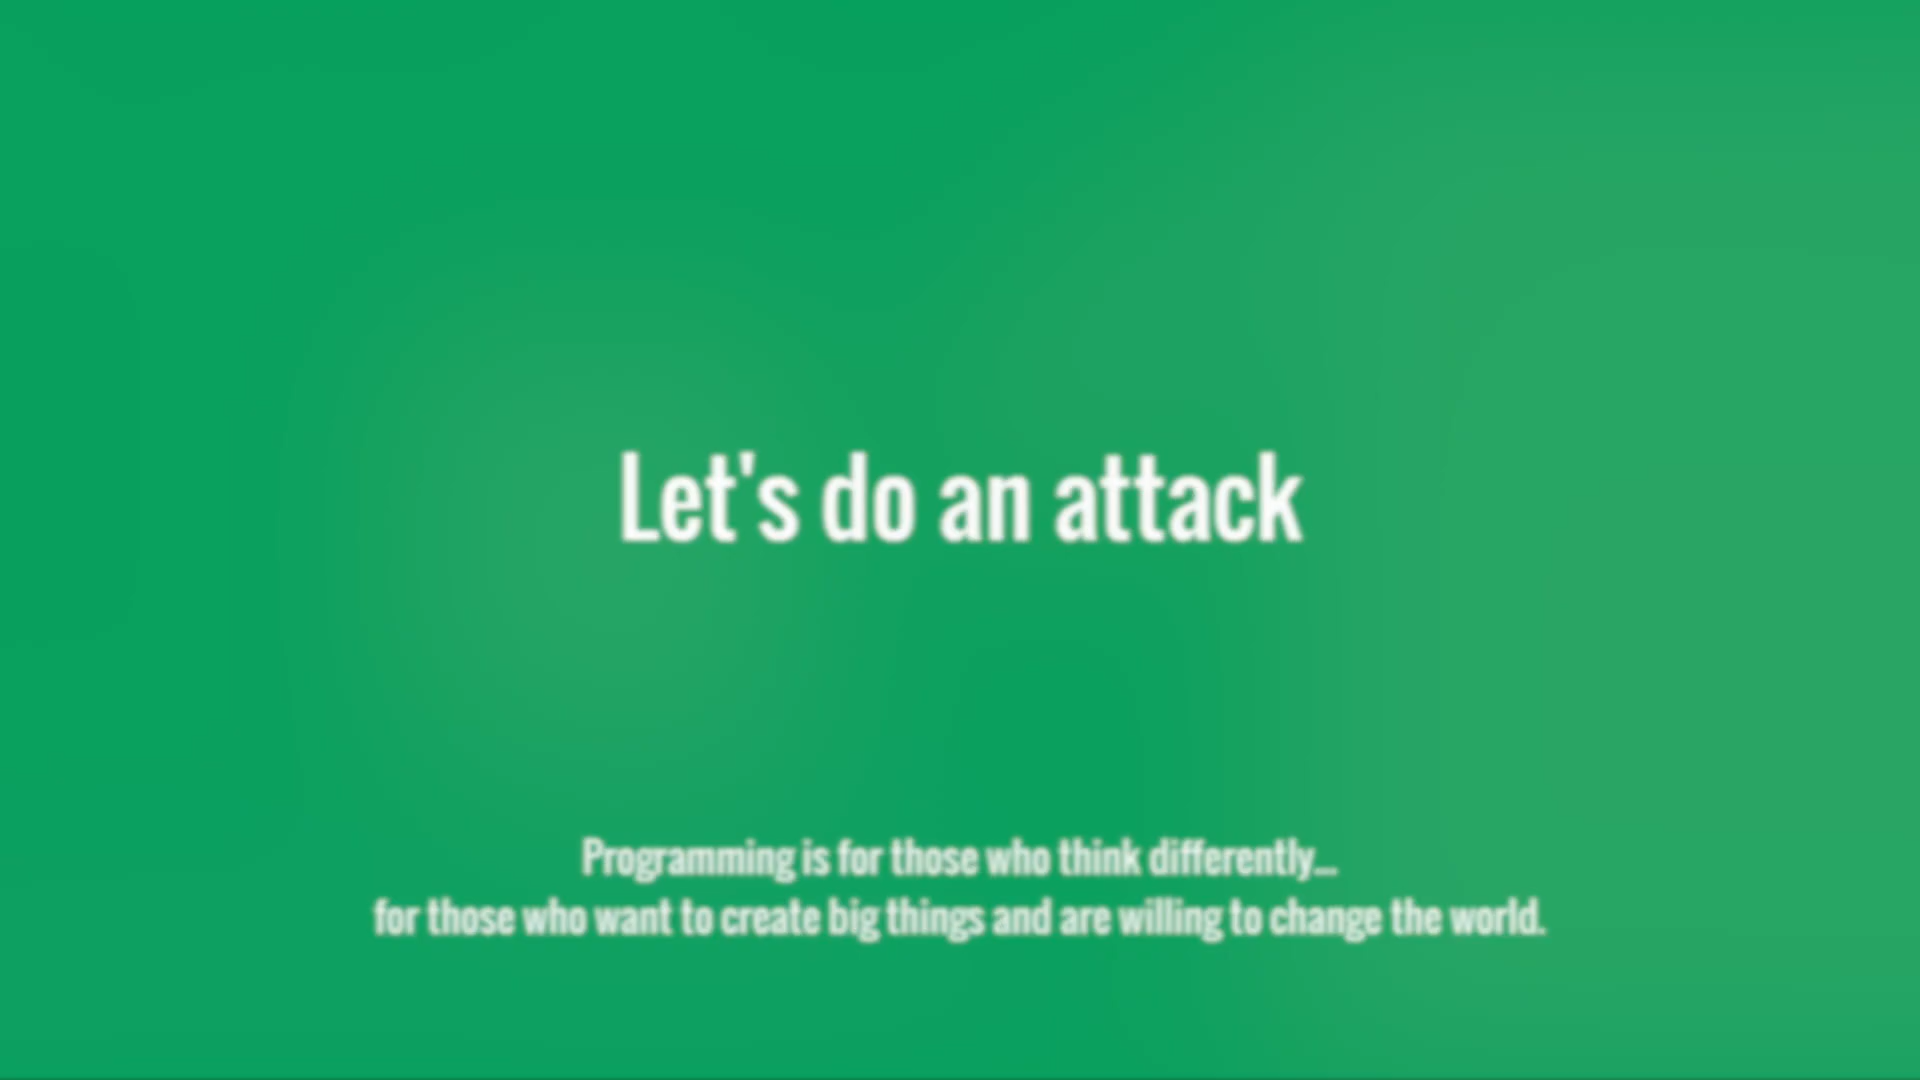 Let's do an attack
Programming is for those who think differently...
for those who want to create big things and are willing to change the world.